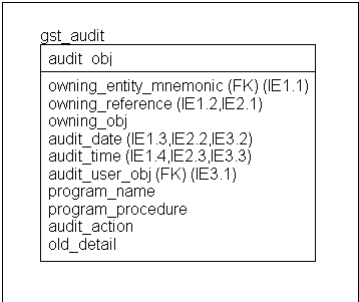 gst_audit
audit_obj
owning_entity_mnemonic (FK) (IE1.1)
owning_reference (IE1.2,IE2.1)
owning_obj
audit_date (IE1.3,IE2.2,IE3.2)
audit_time (IE1.4,IE2.3,IE3.3)
audit_user_obj (FK) (IE3.1)
program_name
program_procedure
audit_action
old_detail